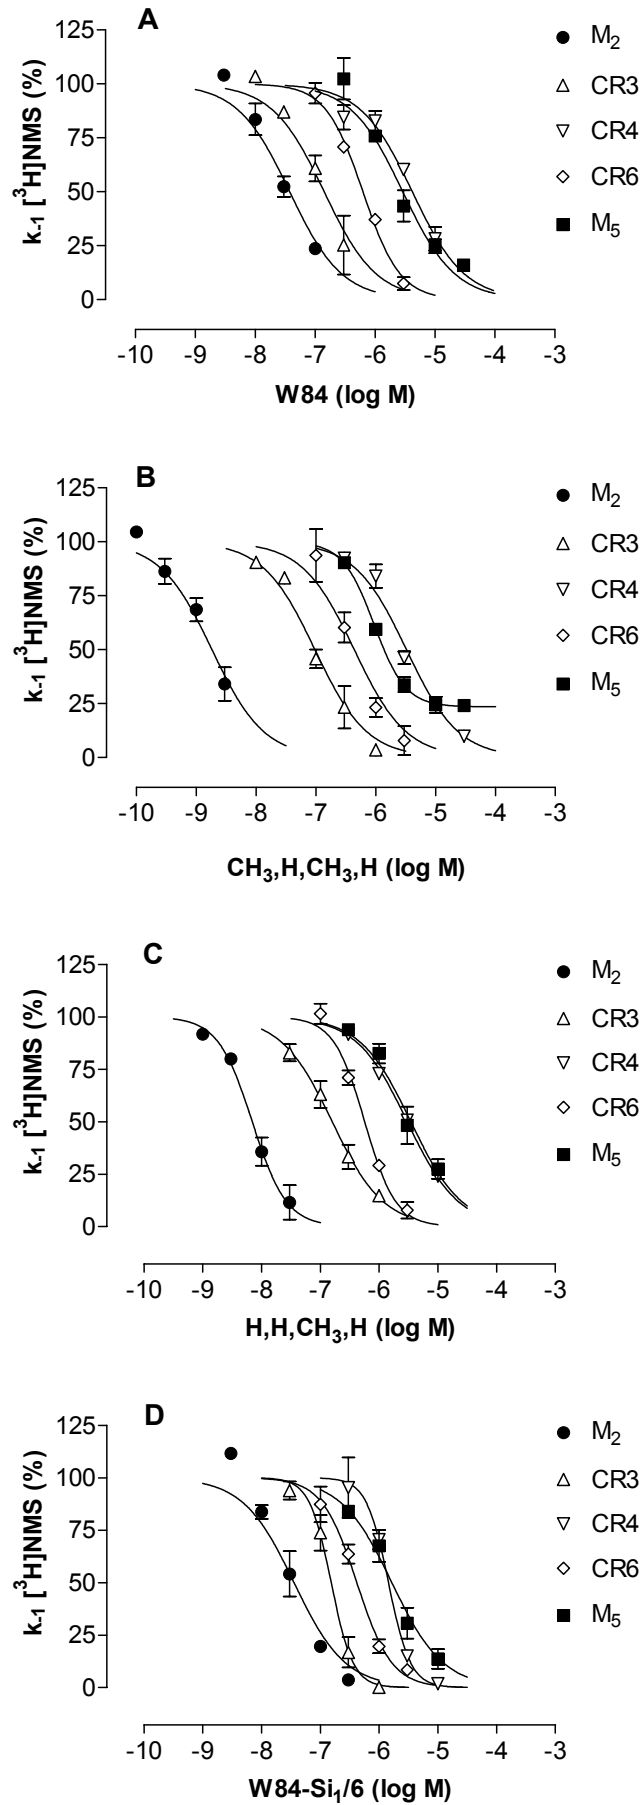 A
125
100
75
50
25
0
k-1 [3H]NMS (%)
M2
CR3
CR4
CR6
M5
-10 -9 -8 -7 -6 -5 -4 -3
W84 (log M)
B
125
100
75
50
25
0
k-1 [3H]NMS (%)
M2
CR3
CR4
CR6
M5
-10 -9 -8 -7 -6 -5 -4 -3
CH3,H,CH3,H (log M)
C
125
100
75
50
25
0
k-1 [3H]NMS (%)
M2
CR3
CR4
CR6
M5
-10 -9 -8 -7 -6 -5 -4 -3
H,H,CH3,H (log M)
D
125
100
75
50
25
0
k-1 [3H]NMS (%)
M2
CR3
CR4
CR6
M5
-10 -9 -8 -7 -6 -5 -4 -3
W84-Si1/6 (log M)